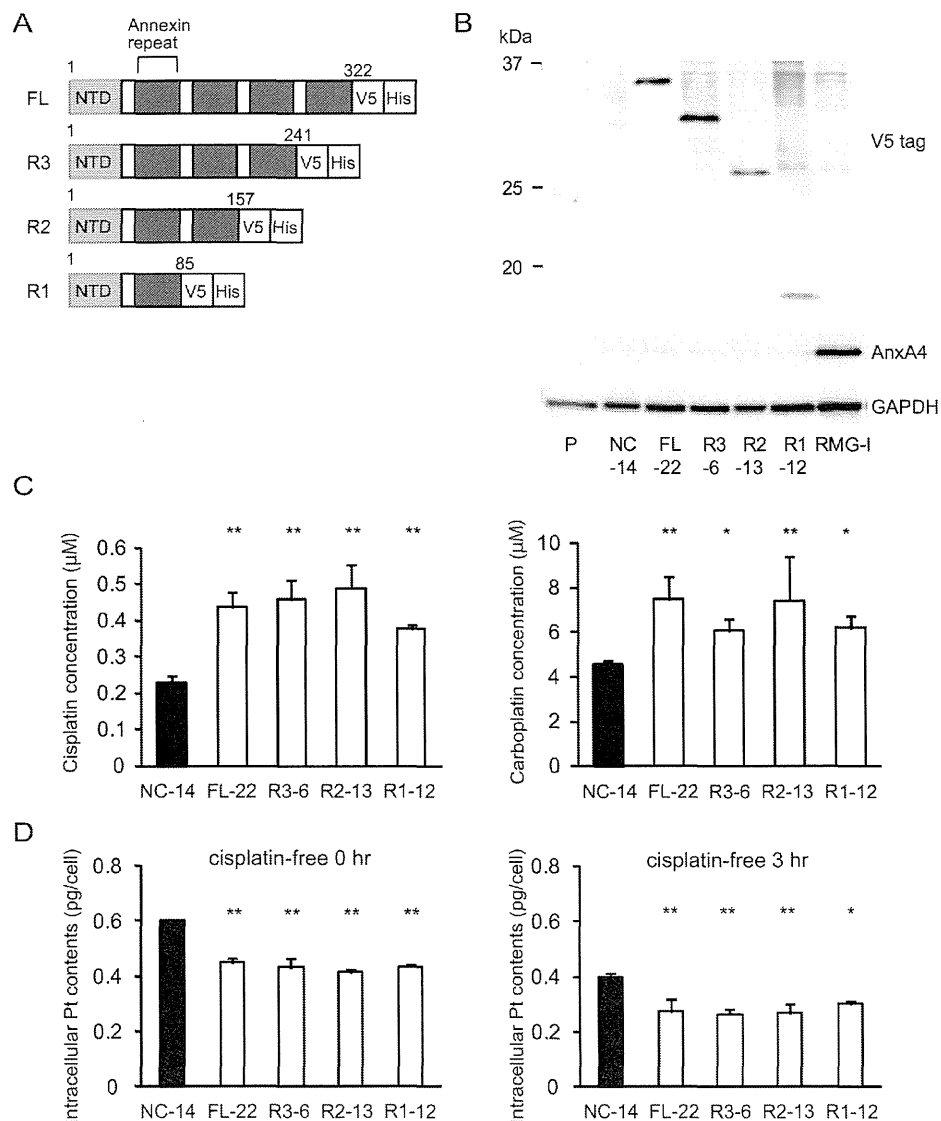 A
Annexin
repeat
1
322
FL
NTD
V5
His
1
241
R3
NTD
V5
His
1
157
R2
NTD
V5
His
1
85
R1
NTD
V5
His
B
kDa
37
25
20
V5 tag
AnxA4
GAPDH
P NC FL R3 R2 R1 RMG-I
-14 -22 -6 -13 -12
C
Cisplatin concentration (µM)
** ** ** **
0.6
0.5
0.4
0.3
0.2
0.1
0
NC-14 FL-22 R3-6 R2-13 R1-12
Carboplatin concentration (µM)
** * ** *
10
8
6
4
2
0
NC-14 FL-22 R3-6 R2-13 R1-12
D
Intracellular Pt contents (pg/cell)
cisplatin-free 0 hr
** ** ** **
0.8
0.6
0.4
0.2
0
NC-14 FL-22 R3-6 R2-13 R1-12
Intracellular Pt contents (pg/cell)
cisplatin-free 3 hr
** ** ** *
0.8
0.6
0.4
0.2
0
NC-14 FL-22 R3-6 R2-13 R1-12